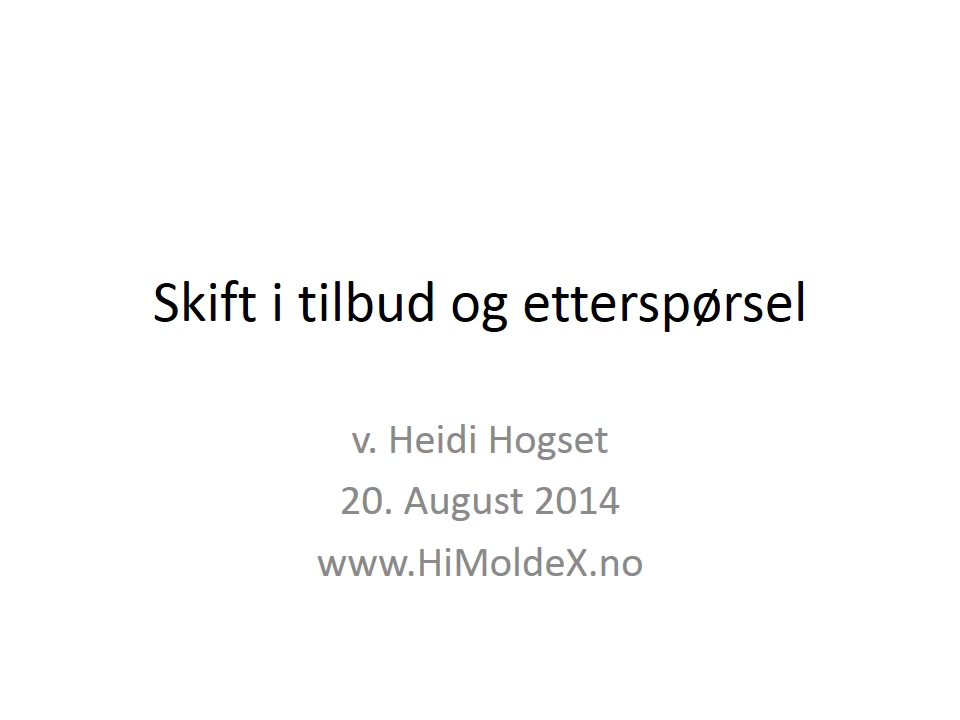 Skift i tilbud og etterspørsel
v. Heidi Hogset
20. August 2014
www.HiMoldeX.no